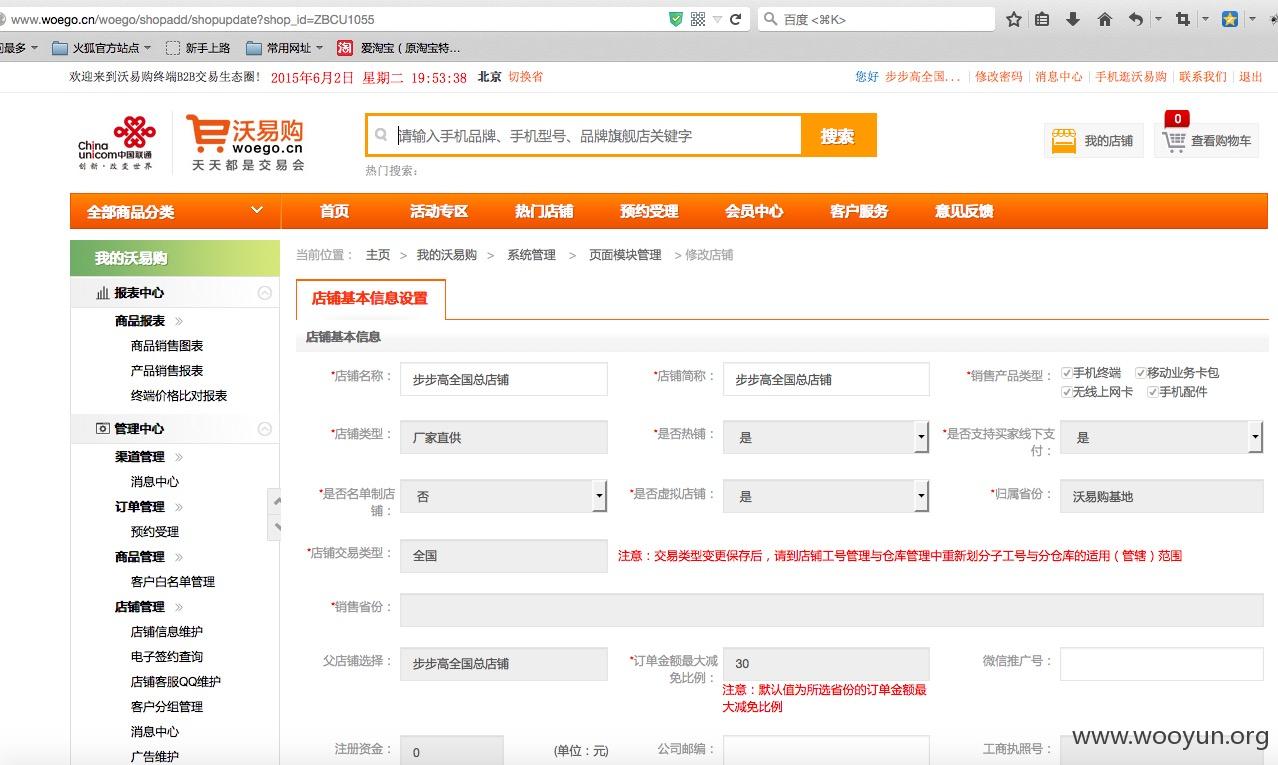 www.woego.cn/woego/shopadd/shopupdate?shop_id=ZBCU1055
百度 <⌘K>
问最多 火狐官方站点 新手上路 常用网址 淘 爱淘宝（原淘宝特...
欢迎来到沃易购终端B2B交易生态圈! 2015年6月2日 星期二 19:53:38 北京 切换省
您好 步步高全国... 修改密码 消息中心 手机逛沃易购 联系我们 退出
China
unicom中国联通
创新·改变世界
沃易购
woego.cn
天天都是交易会
请输入手机品牌、手机型号、品牌旗舰店关键字
搜索
热门搜索：
我的店铺
0
查看购物车
全部商品分类 首页 活动专区 热门店铺 预约受理 会员中心 客户服务 意见反馈
我的沃易购
报表中心
商品报表
商品销售图表
产品销售报表
终端价格比对报表
管理中心
渠道管理
消息中心
订单管理
预约受理
商品管理
客户白名单管理
店铺管理
店铺信息维护
电子签约查询
店铺客服QQ维护
客户分组管理
消息中心
广告维护
当前位置： 主页 > 我的沃易购 > 系统管理 > 页面模块管理 > 修改店铺
店铺基本信息设置
店铺基本信息
*店铺名称： 步步高全国总店铺 *店铺简称： 步步高全国总店铺 *销售产品类型： 手机终端 移动业务卡包
无线上网卡 手机配件
*店铺类型： 厂家直供 *是否热铺： 是 *是否支持买家线下支
付： 是
*是否名单制店
铺： 否 *是否虚拟店铺： 是 *归属省份： 沃易购基地
*店铺交易类型： 全国 注意：交易类型变更保存后，请到店铺工号管理与仓库管理中重新划分子工号与分仓库的适用（管辖）范围
*销售省份：
父店铺选择： 步步高全国总店铺 *订单金额最大减
免比例： 30 微信推广号：
注意：默认值为所选省份的订单金额最
大减免比例
注册资金： 0 (单位：元) 公司邮编： 工商执照号：
www.wooyun.org